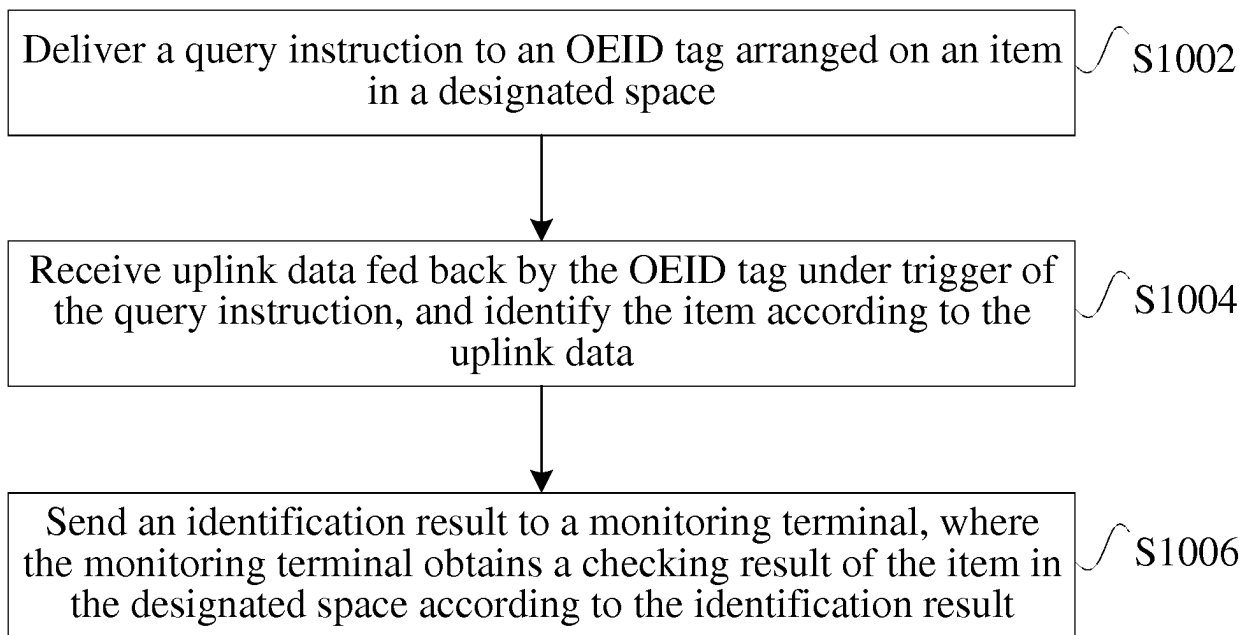 Deliver a query instruction to an OEID tag arranged on an item
in a designated space
S1002
Receive uplink data fed back by the OEID tag under trigger of
the query instruction, and identify the item according to the
uplink data
S1004
Send an identification result to a monitoring terminal, where
the monitoring terminal obtains a checking result of the item in
the designated space according to the identification result
S1006